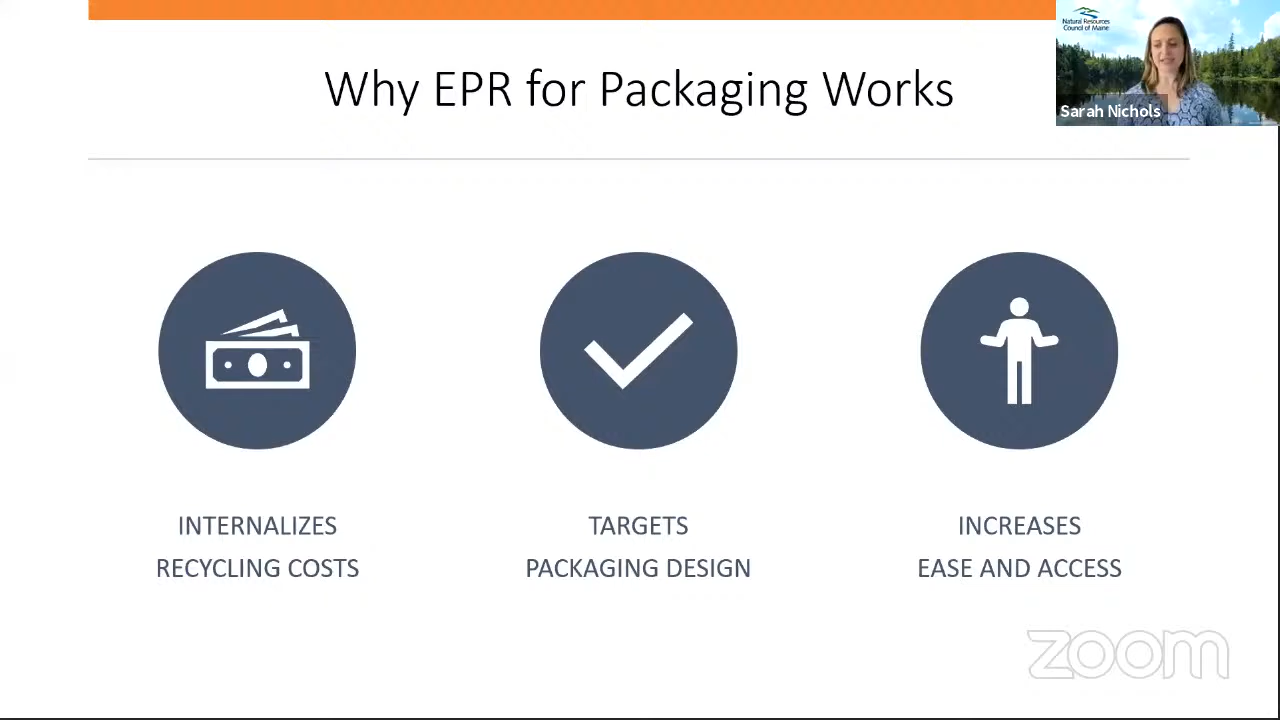 Why EPR for Packaging Works
Natural Resources
Council of Maine
Sarah Nichols
INTERNALIZES
RECYCLING COSTS
TARGETS
PACKAGING DESIGN
INCREASES
EASE AND ACCESS
zoom